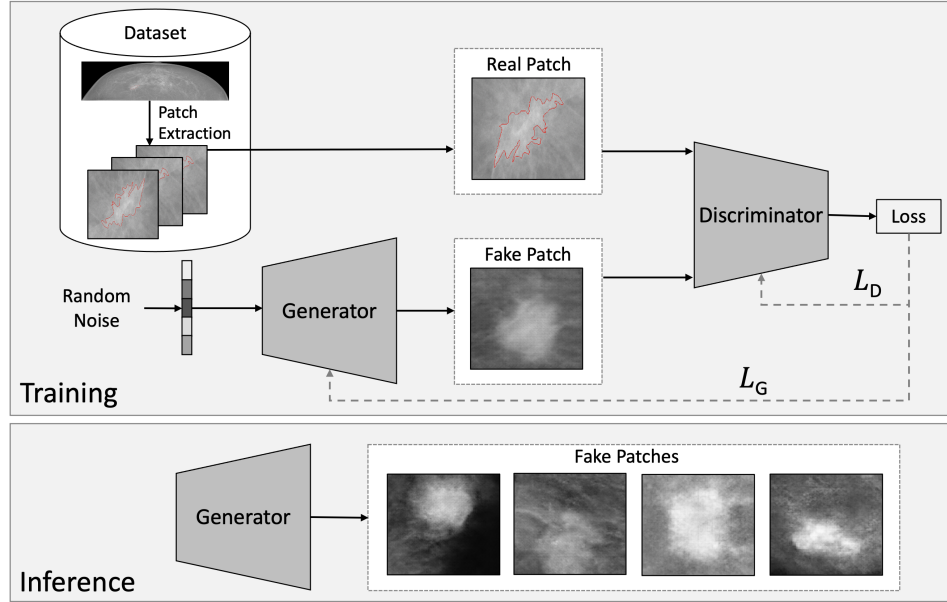 Dataset
Patch
Extraction
Real Patch
Discriminator
Loss
Fake Patch
Random
Noise
Generator
L_D
L_G
Training
Fake Patches
Generator
Inference